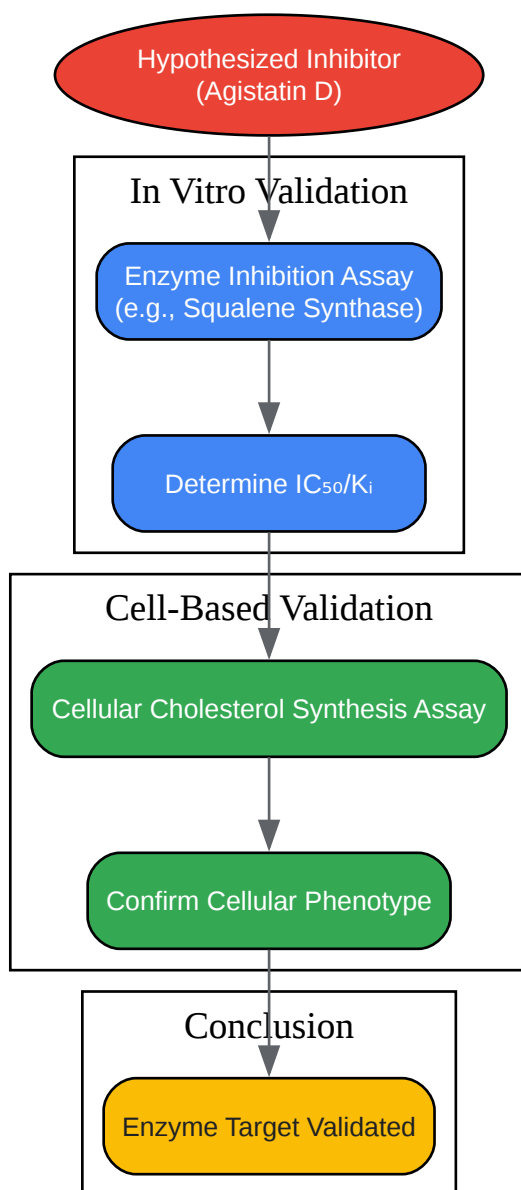 Hypothesized Inhibitor
(Agistatin D)
In Vitro Validation
Enzyme Inhibition Assay
(e.g., Squalene Synthase)
Determine IC₅₀/Kᵢ
Cell-Based Validation
Cellular Cholesterol Synthesis Assay
Confirm Cellular Phenotype
Conclusion
Enzyme Target Validated